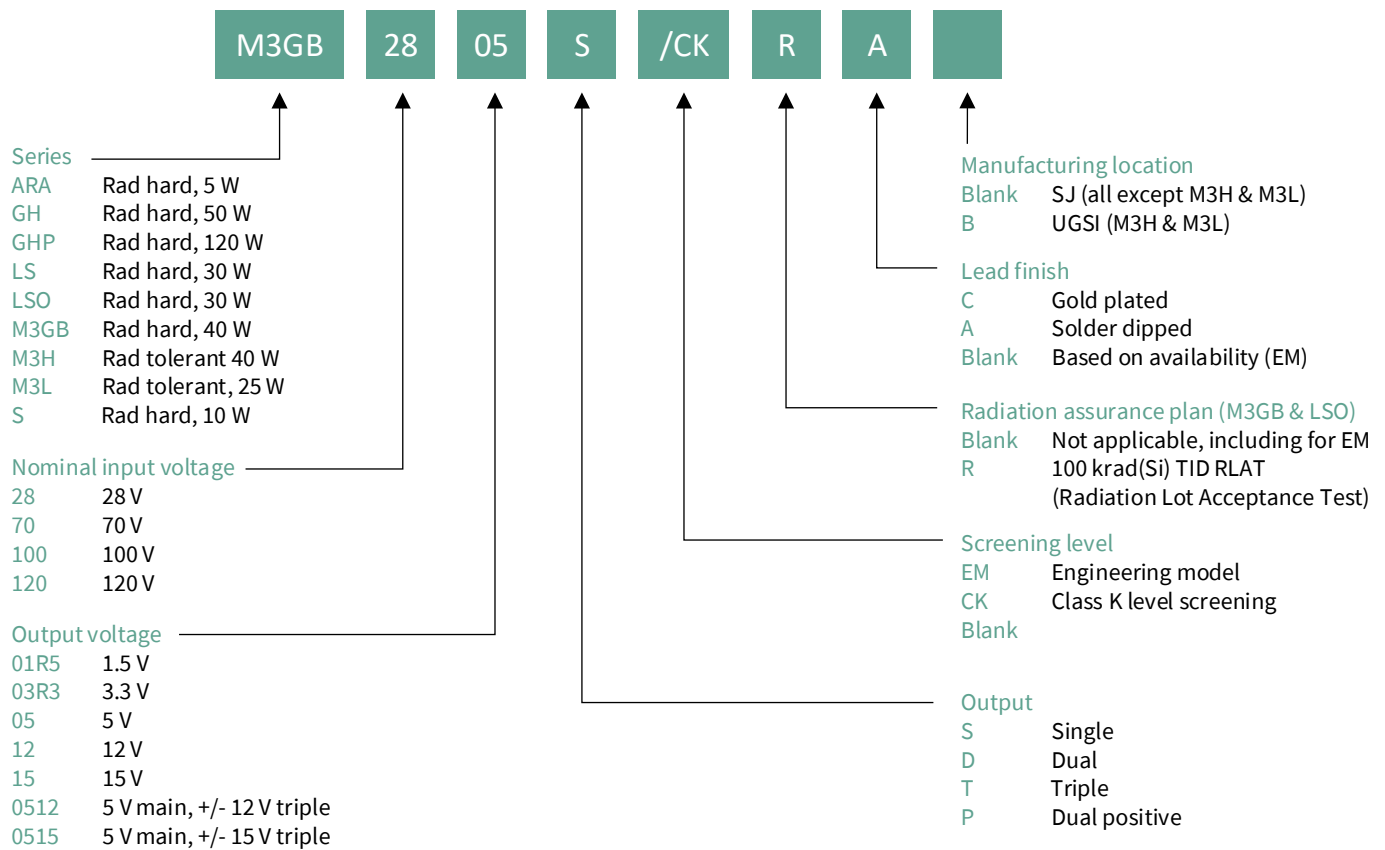 M3GB 28 05 S /CK R A
Series
ARA Rad hard, 5 W
GH Rad hard, 50 W
GHP Rad hard, 120 W
LS Rad hard, 30 W
LSO Rad hard, 30 W
M3GB Rad hard, 40 W
M3H Rad tolerant 40 W
M3L Rad tolerant, 25 W
S Rad hard, 10 W
Nominal input voltage
28 28 V
70 70 V
100 100 V
120 120 V
Output voltage
01R5 1.5 V
03R3 3.3 V
05 5 V
12 12 V
15 15 V
0512 5 V main, +/- 12 V triple
0515 5 V main, +/- 15 V triple
Manufacturing location
Blank SJ (all except M3H & M3L)
B UGSI (M3H & M3L)
Lead finish
C Gold plated
A Solder dipped
Blank Based on availability (EM)
Radiation assurance plan (M3GB & LSO)
Blank Not applicable, including for EM
R 100 krad(Si) TID RLAT
(Radiation Lot Acceptance Test)
Screening level
EM Engineering model
CK Class K level screening
Blank
Output
S Single
D Dual
T Triple
P Dual positive